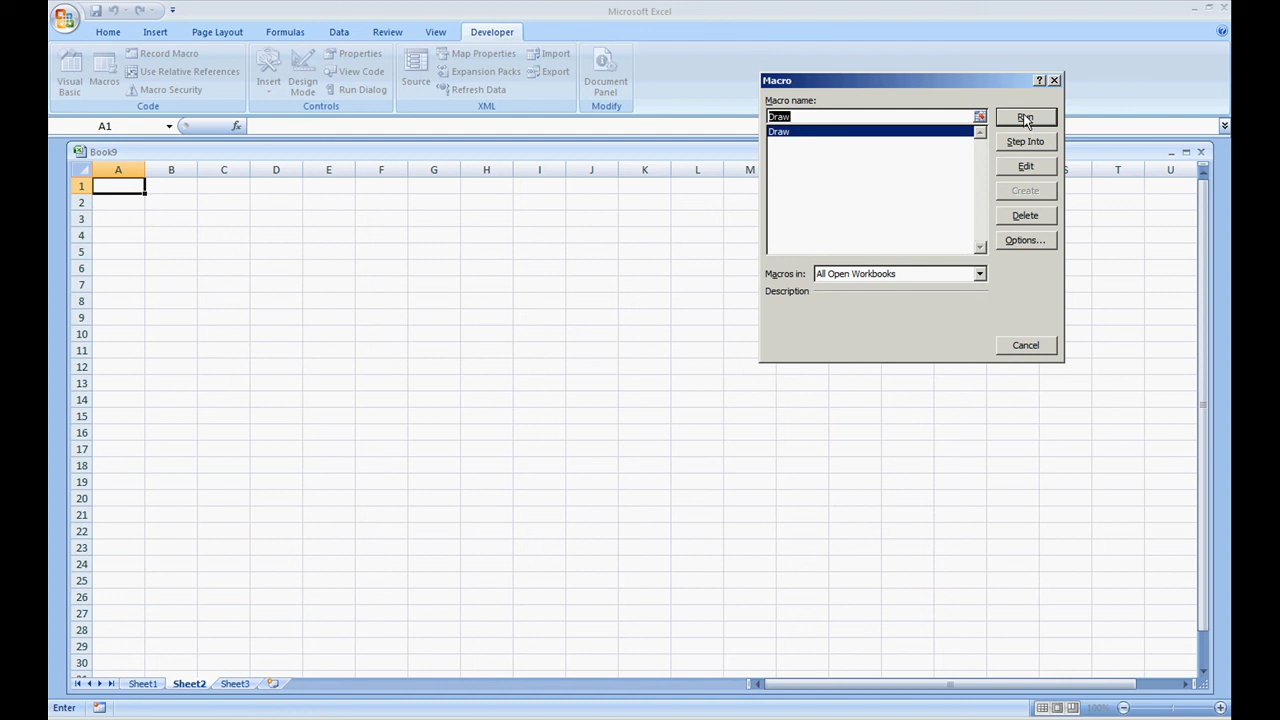 Microsoft Excel
Home Insert Page Layout Formulas Data Review View Developer
Visual Basic
Macros
Record Macro
Use Relative References
Macro Security
Code
Insert
Design Mode
Properties
View Code
Run Dialog
Controls
Source
Map Properties
Expansion Packs
Refresh Data
Import
Export
XML
Document Panel
Modify
A1
fx
Book9
A B C D E F G H I J K L M S T U
1
2
3
4
5
6
7
8
9
10
11
12
13
14
15
16
17
18
19
20
21
22
23
24
25
26
27
28
29
30
Macro
Macro name:
Draw
Draw
Step Into
Edit
Create
Delete
Options...
Macros in: All Open Workbooks
Description
Cancel
Sheet1 Sheet2 Sheet3
Enter
100%